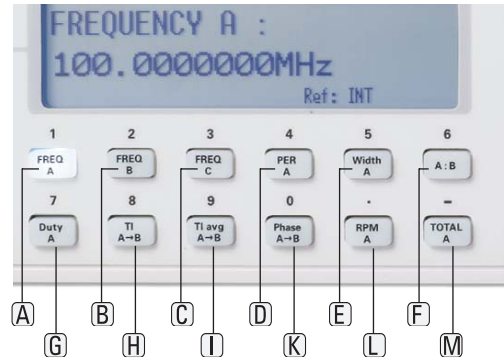 FREQUENCY A :
100.0000000MHz
Ref: INT
1 2 3 4 5 6
FREQ A FREQ B FREQ C PER A Width A A:B
7 8 9 0 . –
Duty A TI A→B TI avg A→B Phase A→B RPM A TOTAL A
A B C D E F
G H I K L M